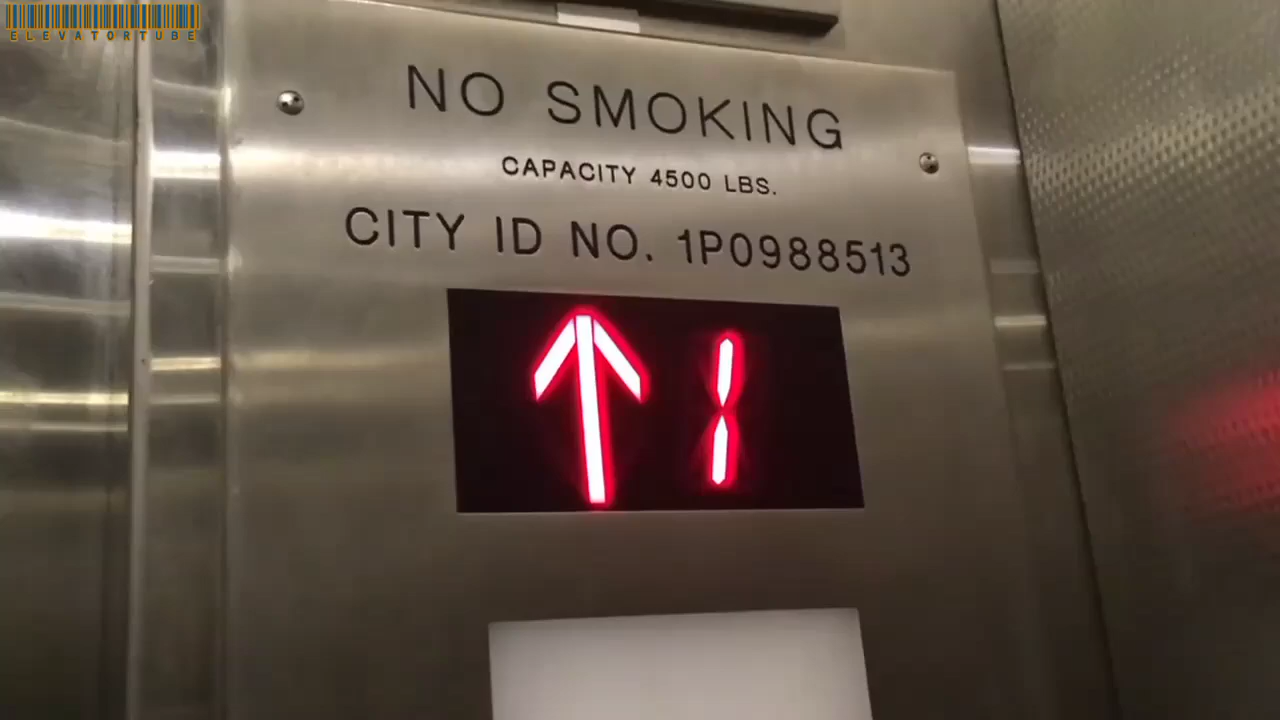 ELEVATORTUBE
NO SMOKING
CAPACITY 4500 LBS.
CITY ID NO. 1P0988513
↑ 1